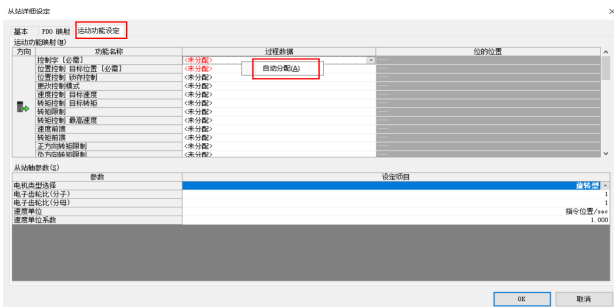 从站详细设定
基本 PDO 映射 运动功能设定
运动功能映射(M)
方向 功能名称 过程数据 位的位置
控制字 [必需] <未分配> ----
位置控制 目标位置 [必需] <未分配> ----
自动分配(A)
位置控制 锁存控制 <未分配>
更改控制模式 <未分配> ----
速度控制 目标速度 <未分配> ----
转矩控制 目标转矩 <未分配> ----
转矩限制 <未分配> ----
转矩控制 最高速度 <未分配> ----
速度前馈 <未分配> ----
转矩前馈 <未分配> ----
正方向转矩限制 <未分配> ----
负方向转矩限制 <未分配> ----
从站轴参数(S)
参数 设定项目
电机类型选择 旋转型
电子齿轮比(分子) 1
电子齿轮比(分母) 1
速度单位 指令位置/sec
速度单位系数 1.000
OK 取消